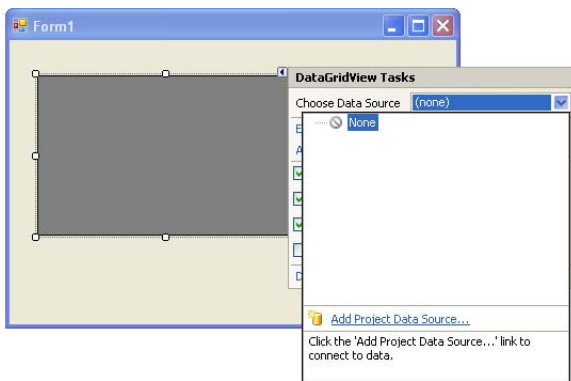 Form1
DataGridView Tasks
Choose Data Source (none)
None
E
A
D
Add Project Data Source...
Click the 'Add Project Data Source...' link to
connect to data.